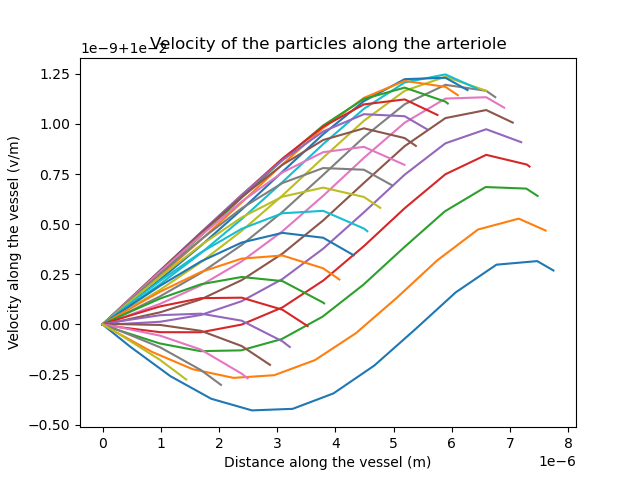 Velocity of the particles along the arteriole
1e−9+1e−2
1.25
1.00
0.75
0.50
0.25
0.00
−0.25
−0.50
Velocity along the vessel (v/m)
0 1 2 3 4 5 6 7 8
1e−6
Distance along the vessel (m)